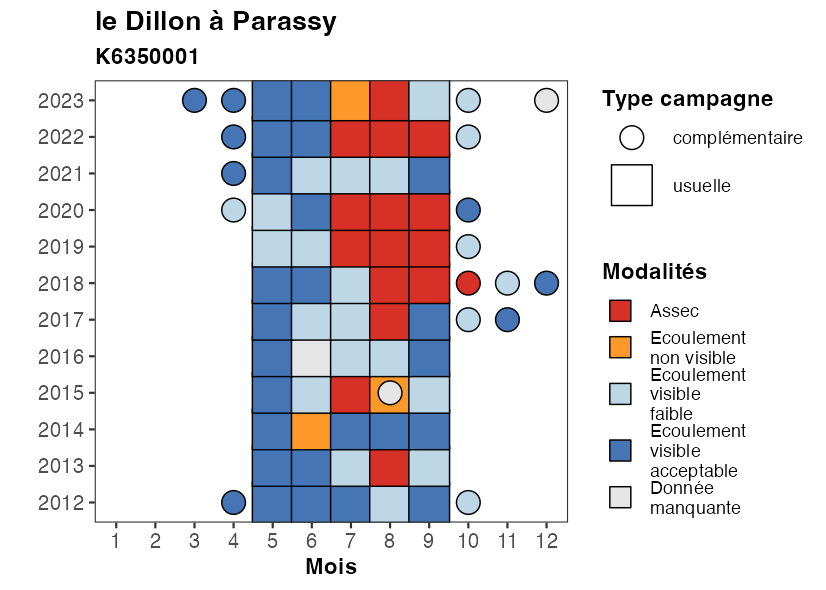 le Dillon à Parassy
K6350001
2023
2022
2021
2020
2019
2018
2017
2016
2015
2014
2013
2012
1 2 3 4 5 6 7 8 9 10 11 12
Mois
Type campagne
complémentaire
usuelle
Modalités
Assec
Ecoulement
non visible
Ecoulement
visible
faible
Ecoulement
visible
acceptable
Donnée
manquante